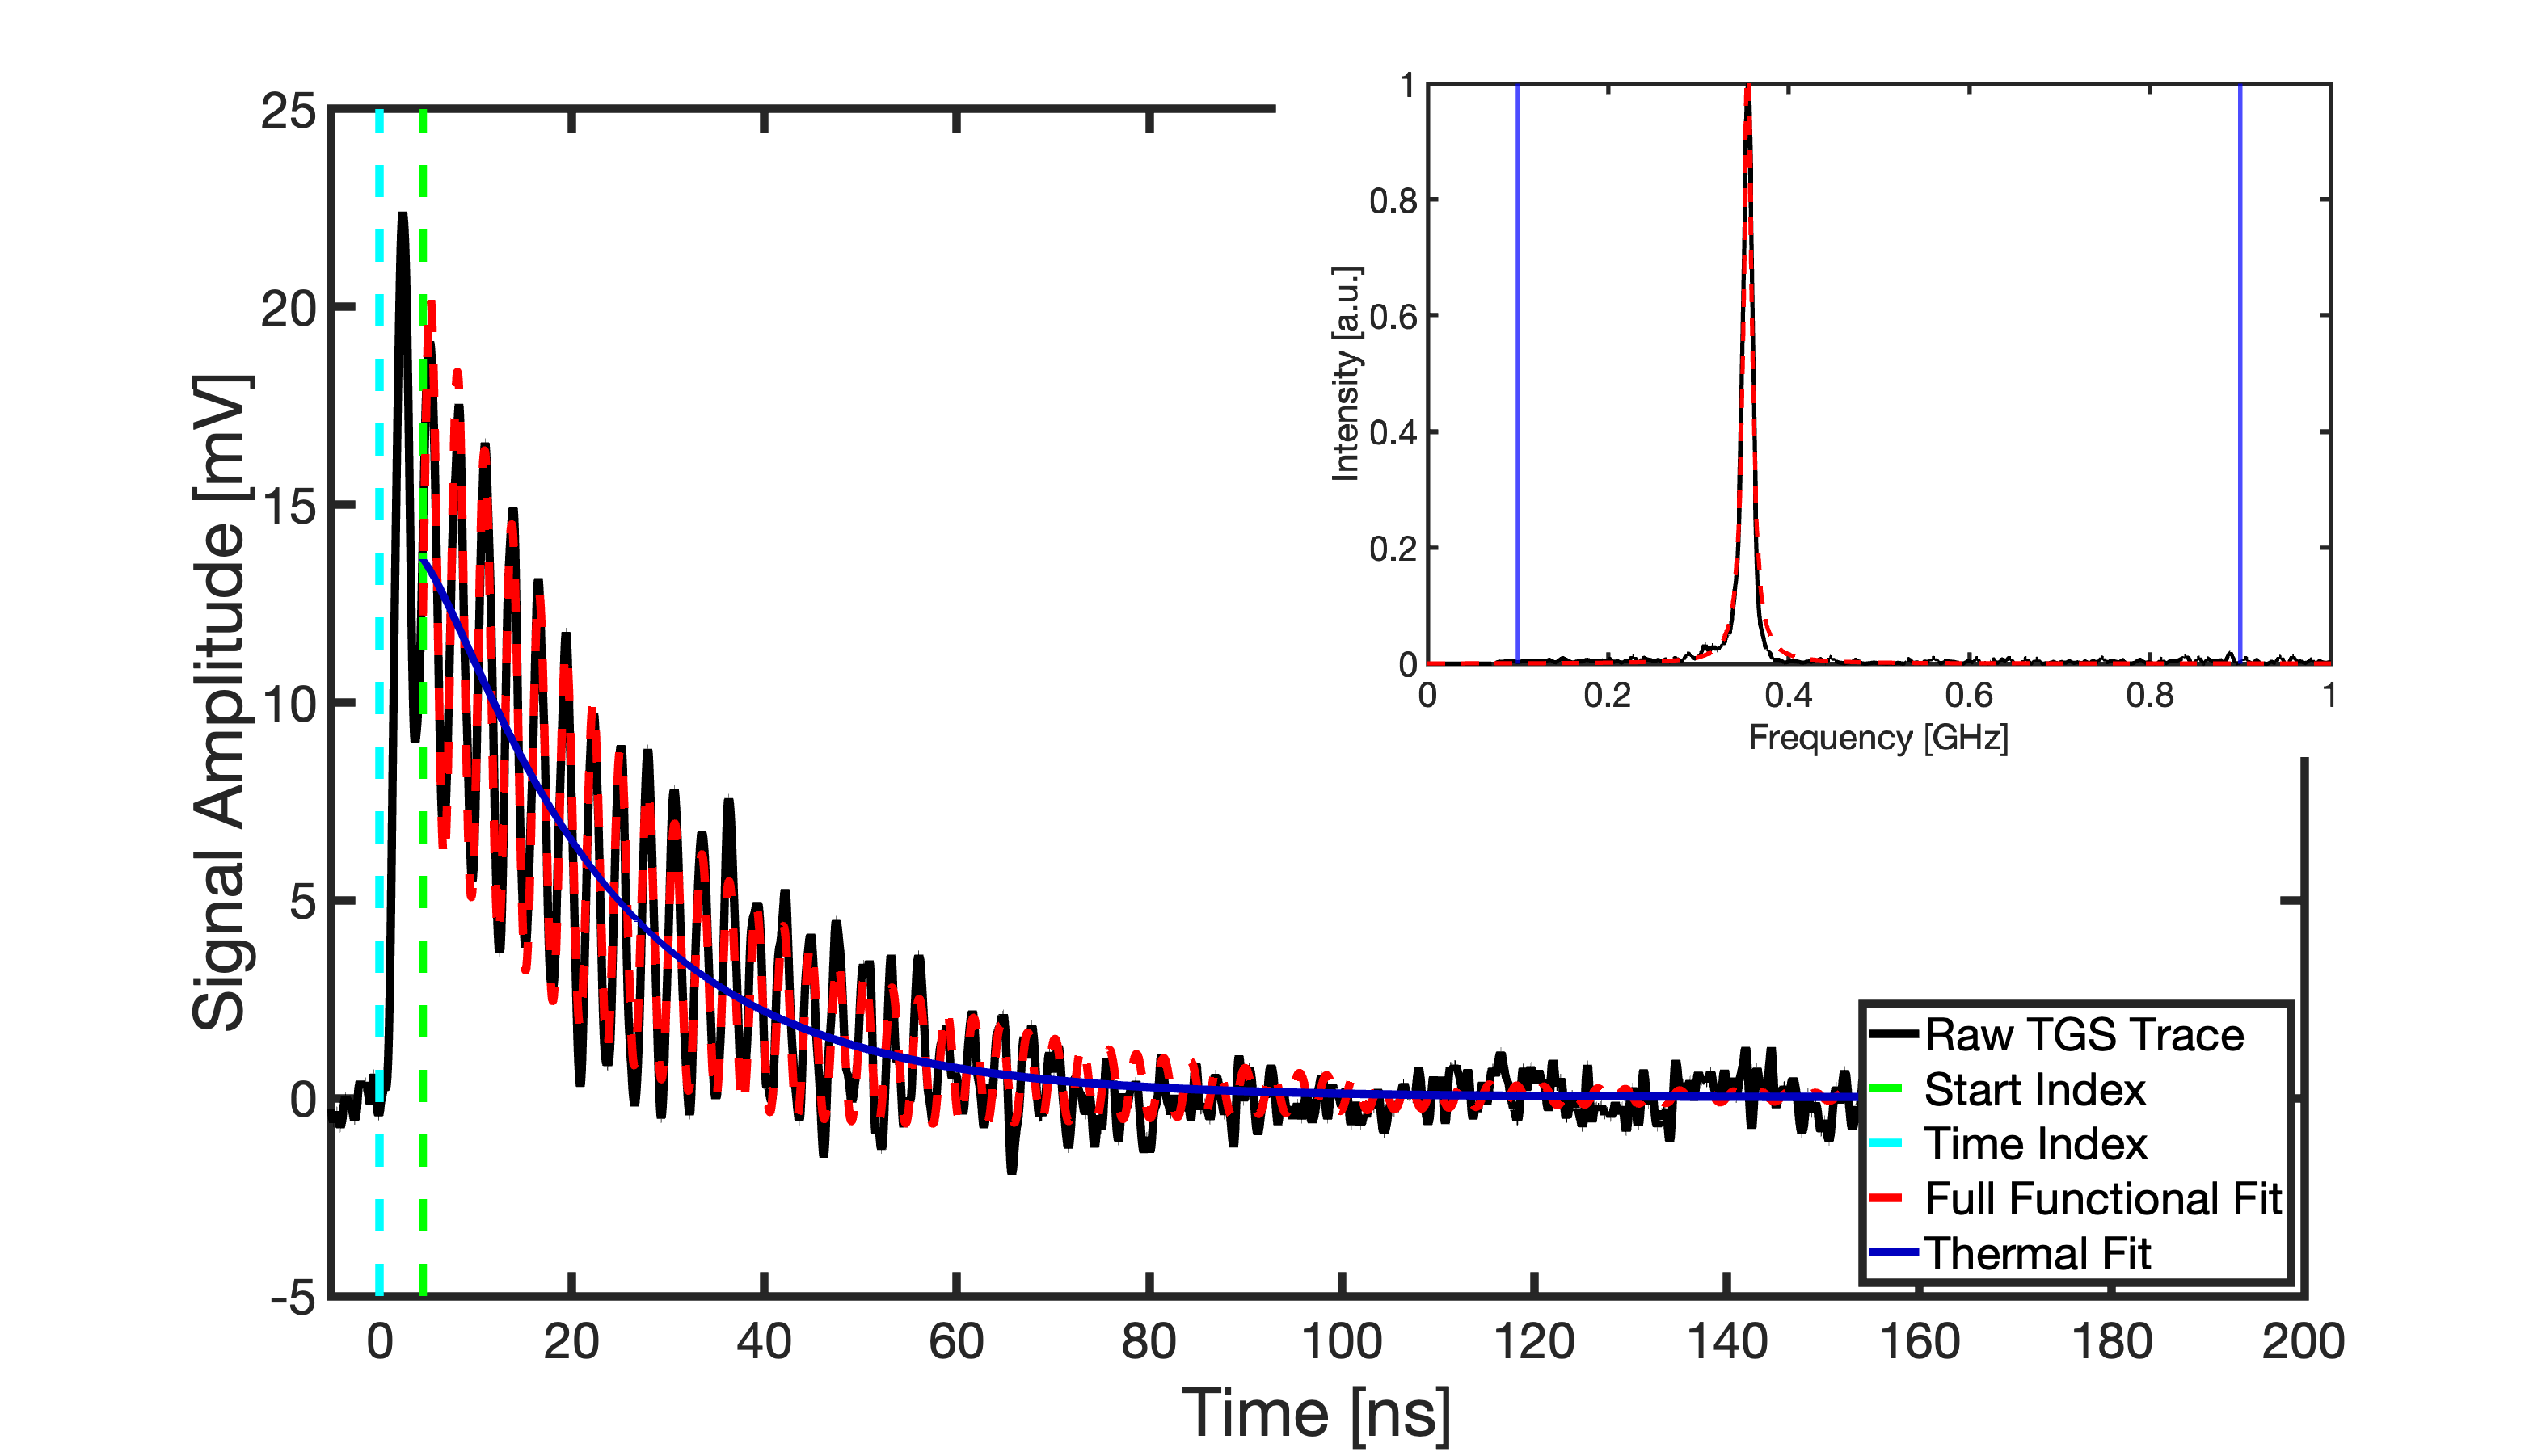 Signal Amplitude [mV]
25
20
15
10
5
0
-5
0 20 40 60 80 100 120 140 160 180 200
Time [ns]
Intensity [a.u.]
1
0.8
0.6
0.4
0.2
0
0 0.2 0.4 0.6 0.8 1
Frequency [GHz]
Raw TGS Trace
Start Index
Time Index
Full Functional Fit
Thermal Fit